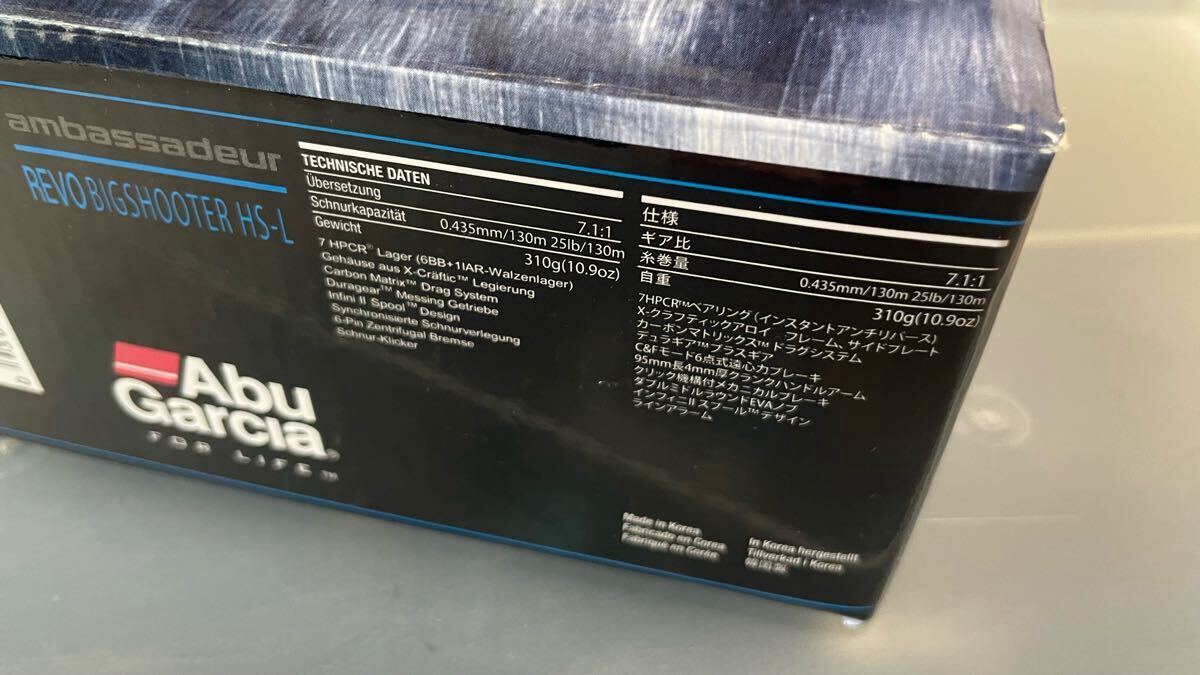 ambassadeur
REVO BIGSHOOTER HS-L
TECHNISCHE DATEN
Übersetzung 7.1:1
Schnurkapazität 0.435mm/130m 25lb/130m
Gewicht 310g(10.9oz)
7 HPCR® Lager (6BB+1IAR-Walzenlager)
Gehäuse aus X-Cräftic™ Legierung
Carbon Matrix™ Drag System
Duragear™ Messing Getriebe
Infini II Spool™ Design
Synchronisierte Schnurverlegung
6-Pin Zentrifugal Bremse
Schnur-Klicker
仕様
ギア比 7.1:1
糸巻量 0.435mm/130m 25lb/130m
自重 310g(10.9oz)
7HPCR™ベアリング(インスタントアンチリバース)
X-クラフティックアロイ フレーム、サイドプレート
カーボンマトリックス™ ドラグシステム
デュラギア™ブラスギア
C&Fモード6点式遠心力ブレーキ
95mm長4mm厚クランクハンドルアーム
クリック機構付メカニカルブレーキ
ダブルミドルラウンドEVAノブ
インフィニII スプール™ デザイン
ラインアラーム
Abu
Garcia®
FOR LIFE™
Made in Korea
Fabricado en Corea
Fabriqué en Corée
In Korea hergestellt
Tillverkad i Korea
韓国製